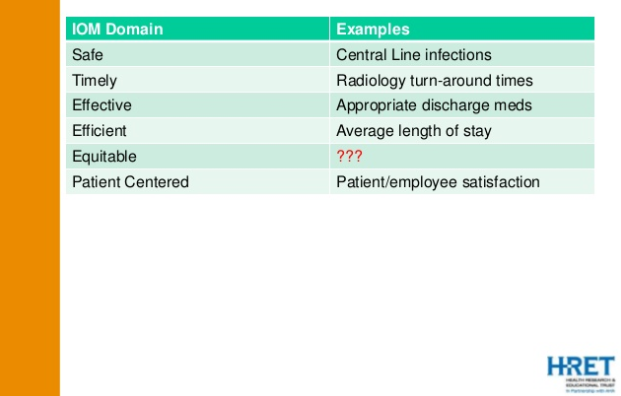 IOM Domain Examples
Safe Central Line infections
Timely Radiology turn-around times
Effective Appropriate discharge meds
Efficient Average length of stay
Equitable ???
Patient Centered Patient/employee satisfaction
HRET
HEALTH RESEARCH &
EDUCATIONAL TRUST